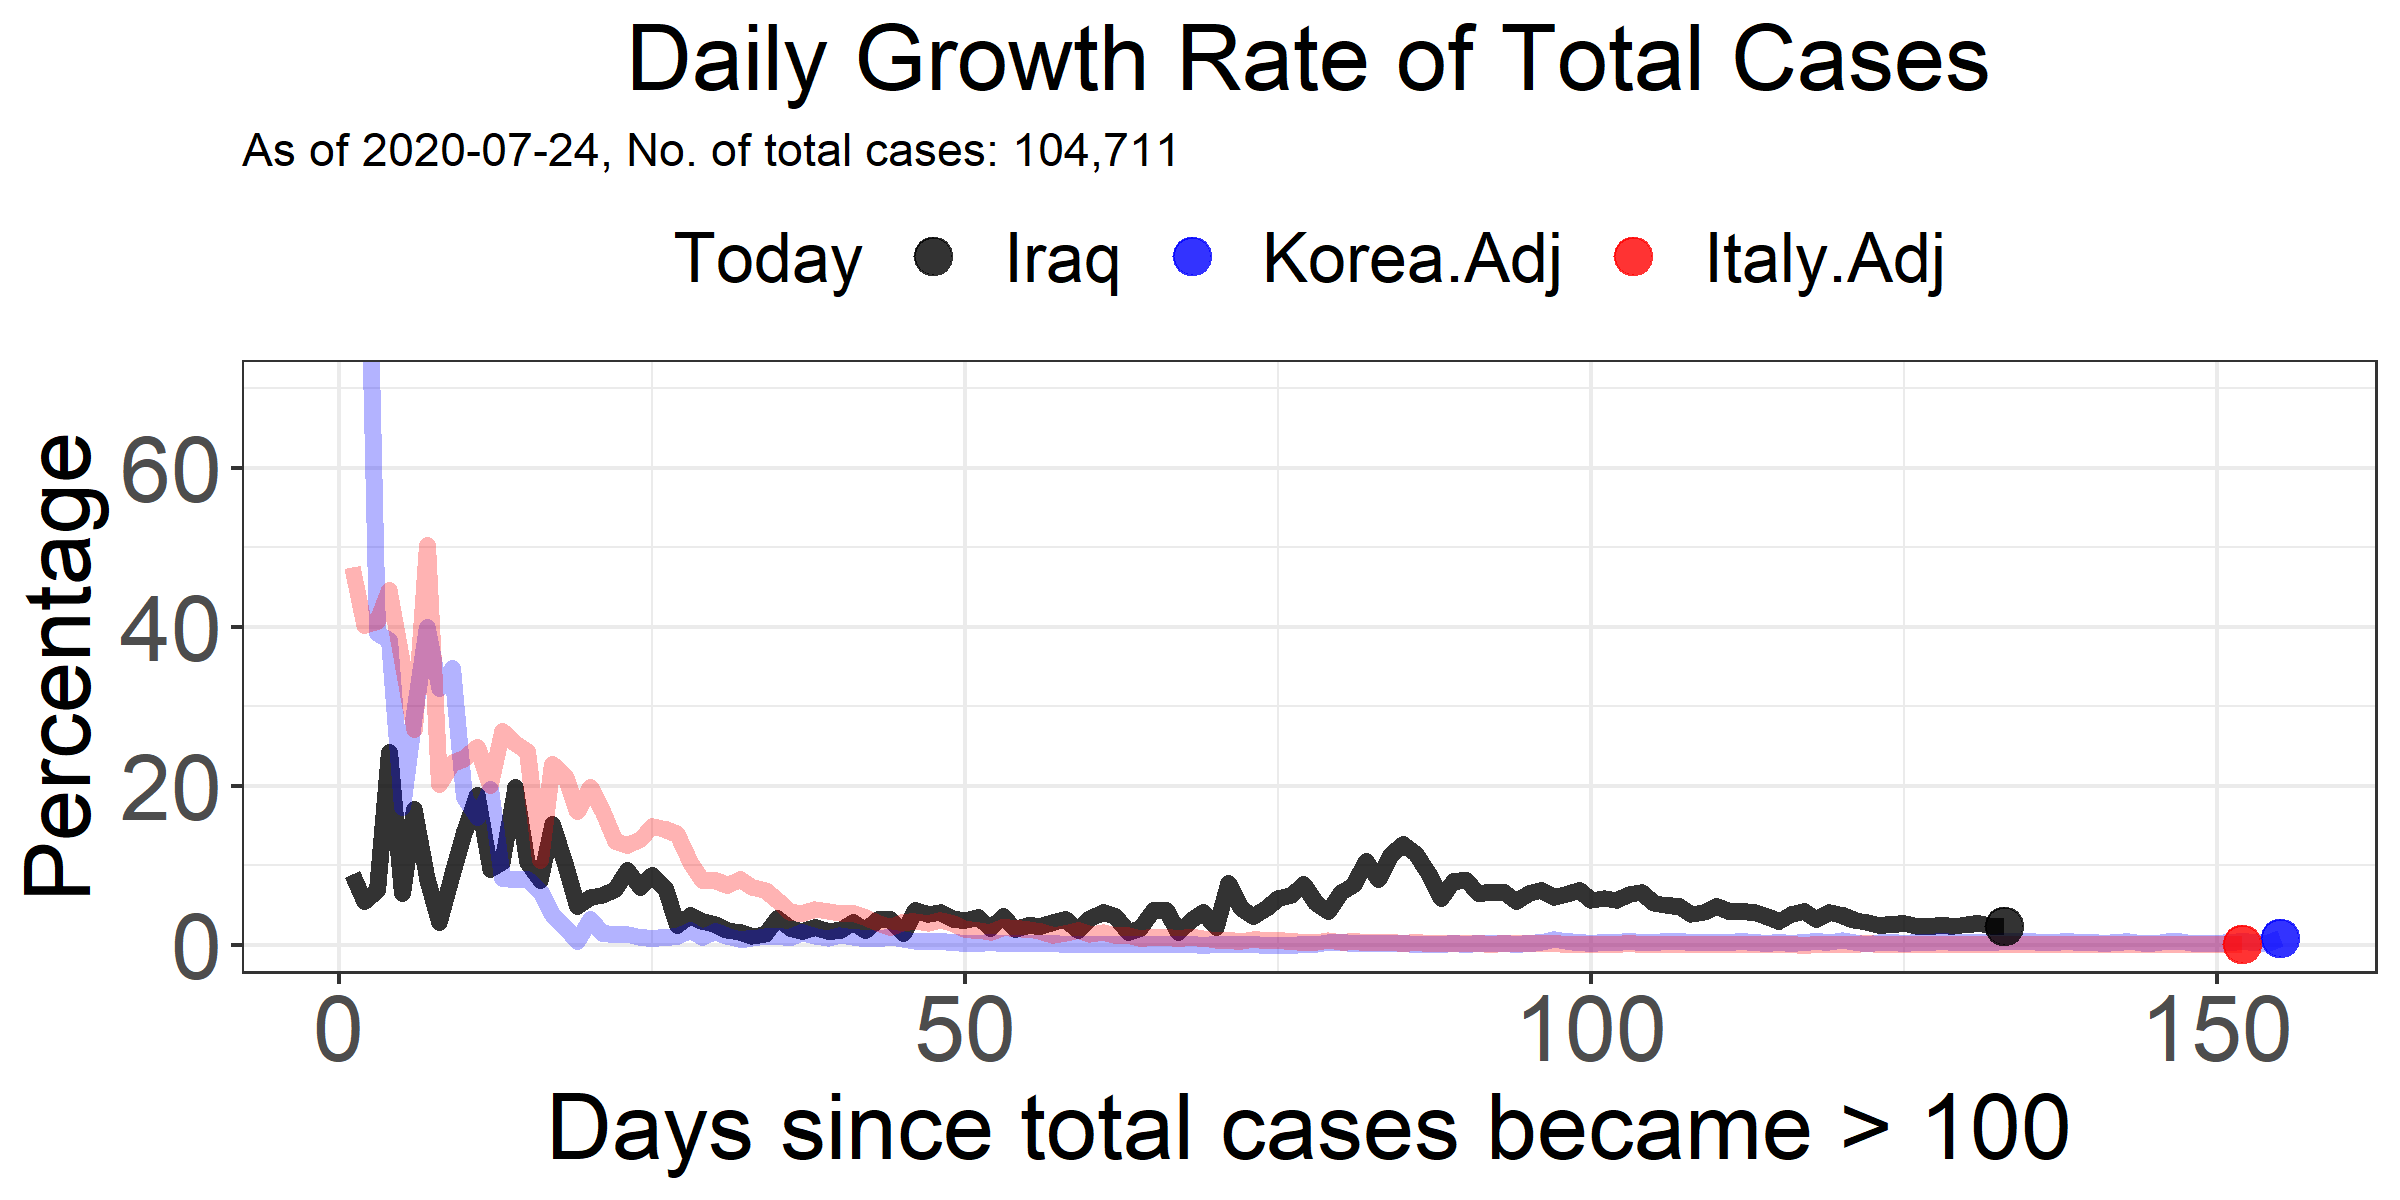 Daily Growth Rate of Total Cases
As of 2020-07-24, No. of total cases: 104,711
Today Iraq Korea.Adj Italy.Adj
Percentage
60
40
20
0
0 50 100 150
Days since total cases became > 100